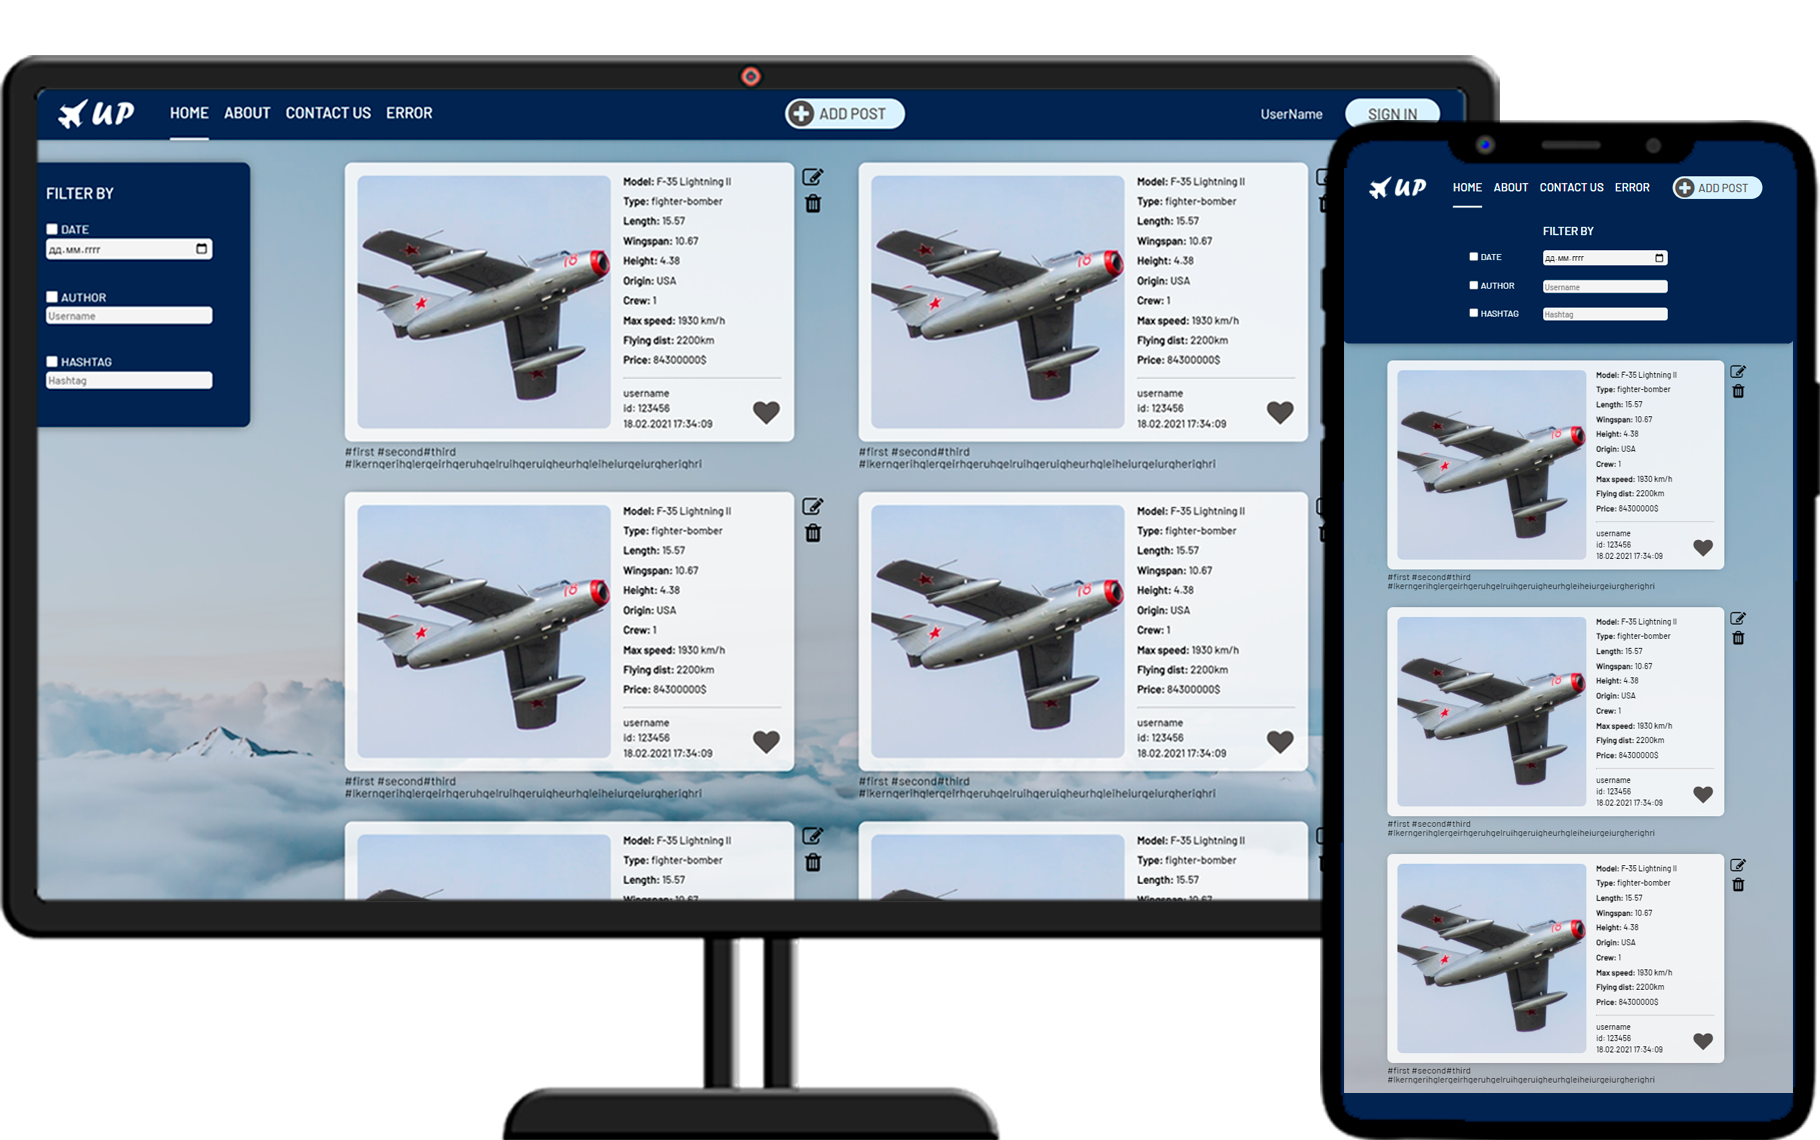 UP
HOME ABOUT CONTACT US ERROR
ADD POST
UserName
SIGN IN
FILTER BY
DATE
дд.мм.гггг
AUTHOR
Username
HASHTAG
Hashtag
Model: F-35 Lightning II
Type: fighter-bomber
Length: 15.57
Wingspan: 10.67
Height: 4.38
Origin: USA
Crew: 1
Max speed: 1930 km/h
Flying dist: 2200km
Price: 84300000$
username
id: 123456
18.02.2021 17:34:09
#first #second#third
#lkernqerihglerqeirhqeruhgelruihqeruigheurhgleiheiurgeiurgherighri
Model: F-35 Lightning II
Type: fighter-bomber
Length: 15.57
Wingspan: 10.67
Height: 4.38
Origin: USA
Crew: 1
Max speed: 1930 km/h
Flying dist: 2200km
Price: 84300000$
username
id: 123456
18.02.2021 17:34:09
#first #second#third
#lkernqerihglerqeirhqeruhgelruihqeruigheurhgleiheiurgeiurgherighri
Model: F-35 Lightning II
Type: fighter-bomber
Length: 15.57
Wingspan: 10.67
Height: 4.38
Origin: USA
Crew: 1
Max speed: 1930 km/h
Flying dist: 2200km
Price: 84300000$
username
id: 123456
18.02.2021 17:34:09
#first #second#third
#lkernqerihglerqeirhqeruhgelruihqeruigheurhgleiheiurgeiurgherighri
Model: F-35 Lightning II
Type: fighter-bomber
Length: 15.57
Wingspan: 10.67
Height: 4.38
Origin: USA
Crew: 1
Max speed: 1930 km/h
Flying dist: 2200km
Price: 84300000$
username
id: 123456
18.02.2021 17:34:09
#first #second#third
#lkernqerihglerqeirhqeruhgelruihqeruigheurhgleiheiurgeiurgherighri
Model: F-35 Lightning II
Type: fighter-bomber
Length: 15.57
Wingspan: 10.67
Model: F-35 Lightning II
Type: fighter-bomber
Length: 15.57
Wingspan: 10.67
UP
HOME ABOUT CONTACT US ERROR
ADD POST
FILTER BY
DATE дд.мм.гггг
AUTHOR Username
HASHTAG Hashtag
Model: F-35 Lightning II
Type: fighter-bomber
Length: 15.57
Wingspan: 10.67
Height: 4.38
Origin: USA
Crew: 1
Max speed: 1930 km/h
Flying dist: 2200km
Price: 84300000$
username
id: 123456
18.02.2021 17:34:09
#first #second#third
#lkerngerihglergeirhgeruhgelruihgeruigheurhgleiheiurgeiurgherighri
Model: F-35 Lightning II
Type: fighter-bomber
Length: 15.57
Wingspan: 10.67
Height: 4.38
Origin: USA
Crew: 1
Max speed: 1930 km/h
Flying dist: 2200km
Price: 84300000$
username
id: 123456
18.02.2021 17:34:09
#first #second#third
#lkerngerihglergeirhgeruhgelruihgeruigheurhgleiheiurgeiurgherighri
Model: F-35 Lightning II
Type: fighter-bomber
Length: 15.57
Wingspan: 10.67
Height: 4.38
Origin: USA
Crew: 1
Max speed: 1930 km/h
Flying dist: 2200km
Price: 84300000$
username
id: 123456
18.02.2021 17:34:09
#first #second#third
#lkerngerihglergeirhgeruhgelruihgeruigheurhgleiheiurgeiurgherighri